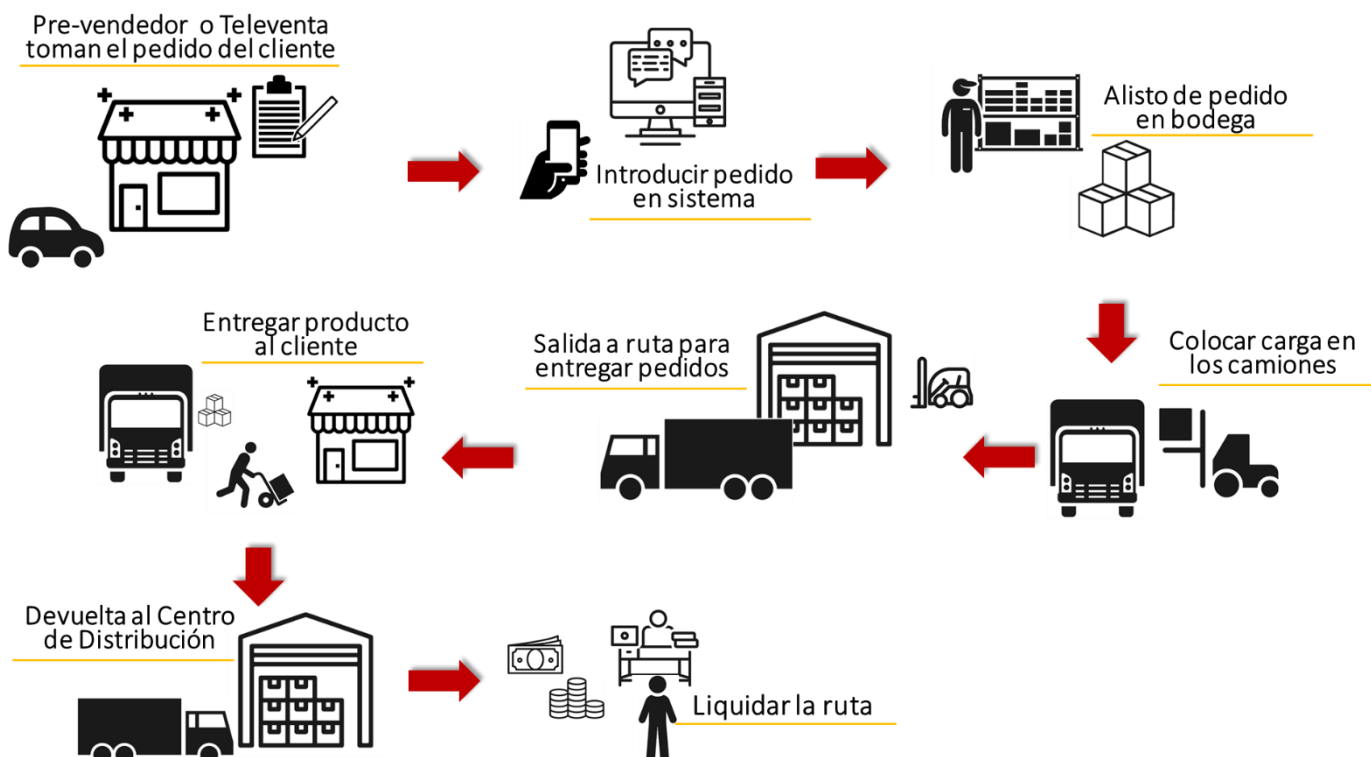 Pre-vendedor o Televenta
toman el pedido del cliente
Introducir pedido
en sistema
Alisto de pedido
en bodega
Colocar carga en
los camiones
Salida a ruta para
entregar pedidos
Entregar producto
al cliente
Devuelta al Centro
de Distribución
Liquidar la ruta